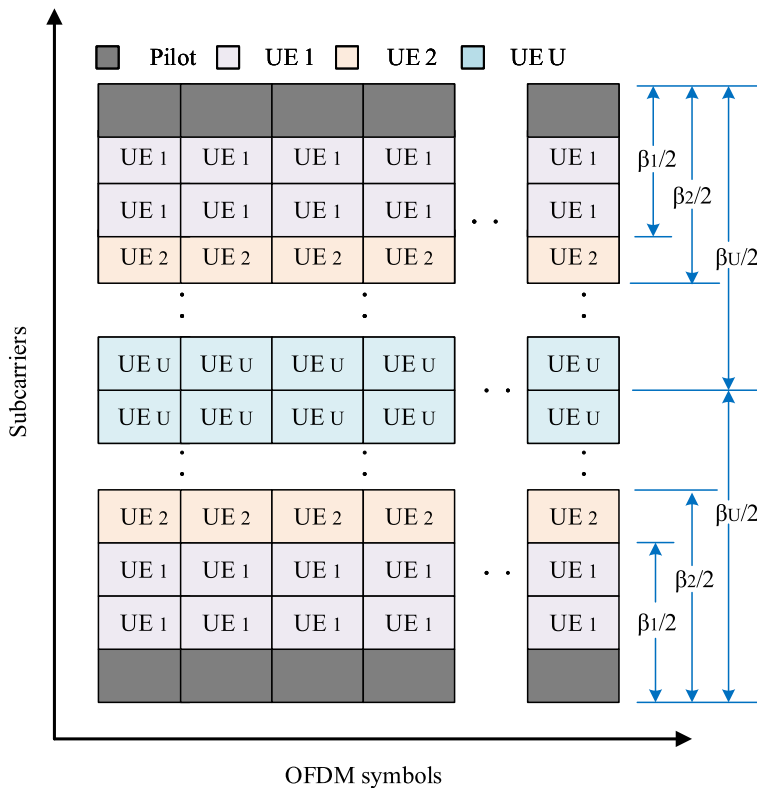 Pilot UE 1 UE 2 UE U
UE 1 UE 1 UE 1 UE 1 UE 1
UE 1 UE 1 UE 1 UE 1 . . UE 1
UE 2 UE 2 UE 2 UE 2 UE 2
: : :
UE U UE U UE U UE U . . UE U
UE U UE U UE U UE U UE U
: : :
UE 2 UE 2 UE 2 UE 2 UE 2
UE 1 UE 1 UE 1 UE 1 . . UE 1
UE 1 UE 1 UE 1 UE 1 UE 1
β1/2
β2/2
βU/2
βU/2
β2/2
β1/2
Subcarriers
OFDM symbols